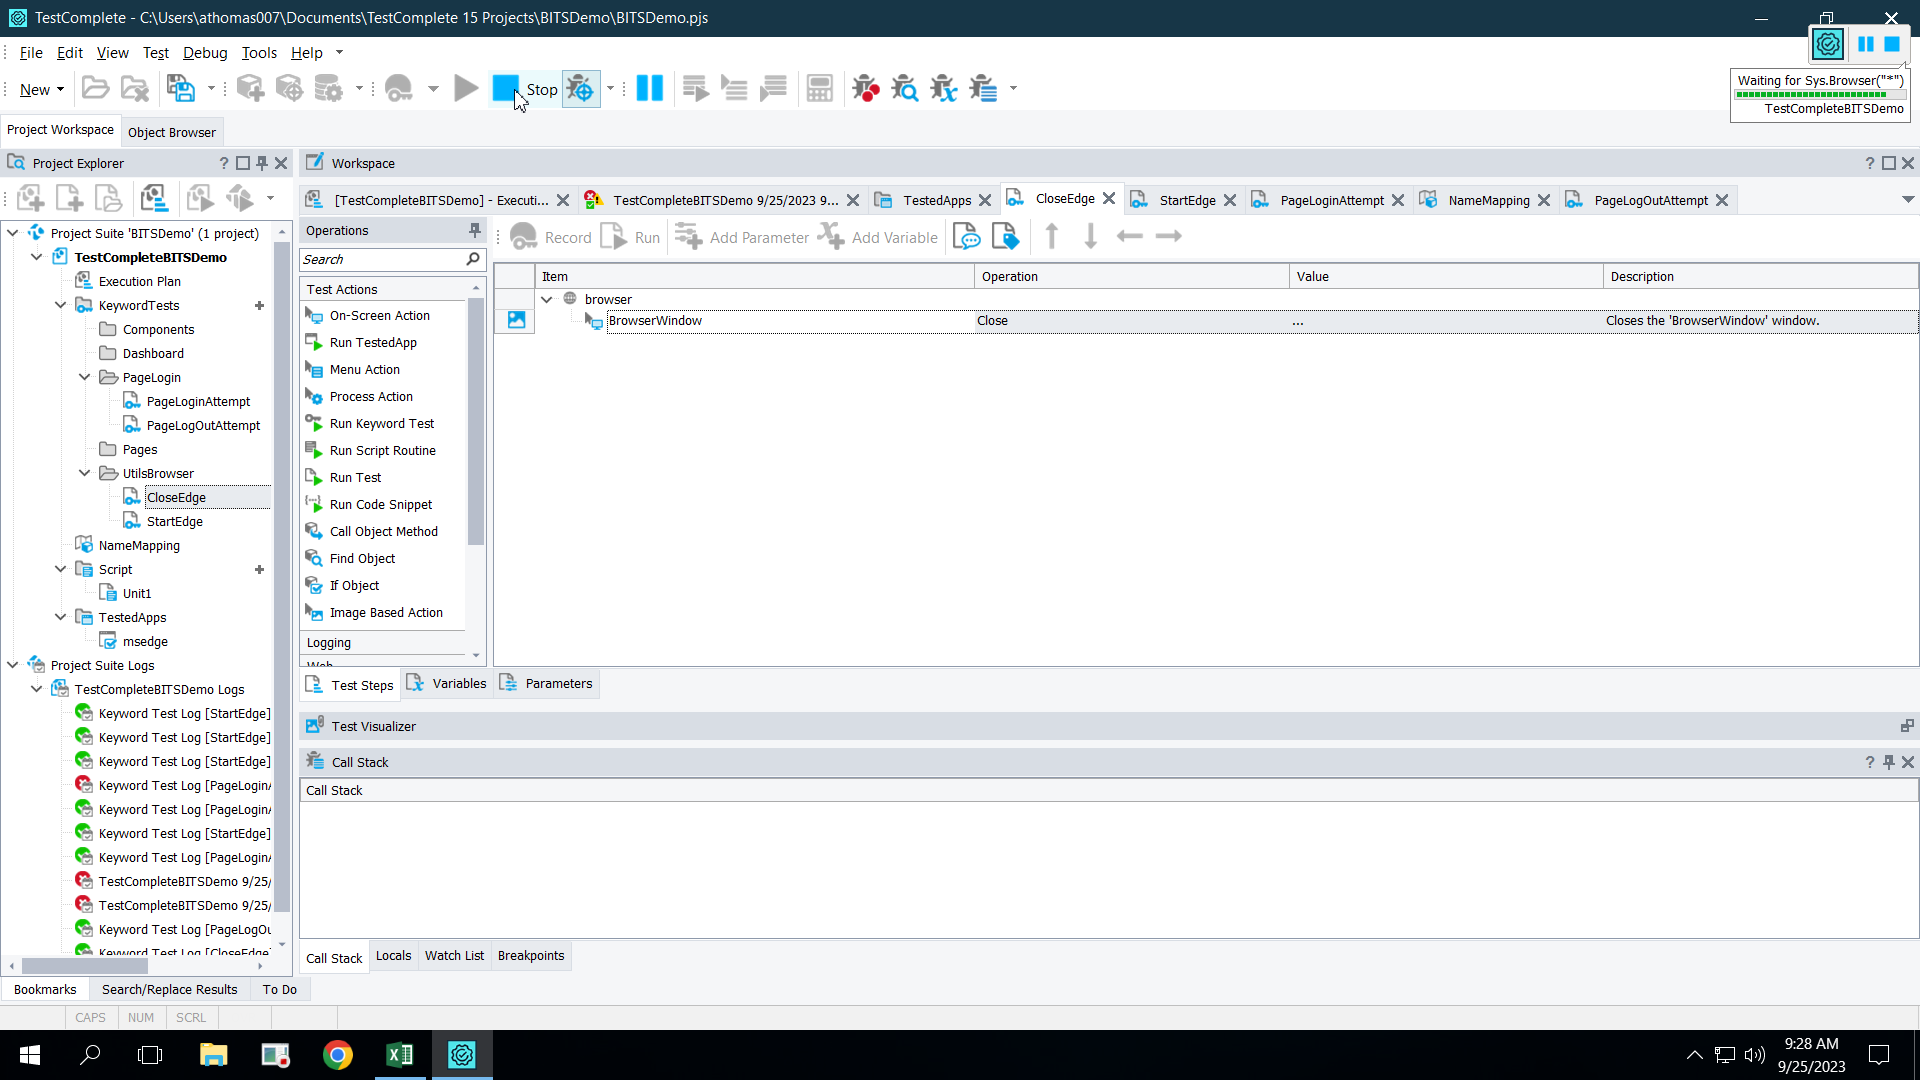 TestComplete - C:\Users\athomas007\Documents\TestComplete 15 Projects\BITSDemo\BITSDemo.pjs
File Edit View Test Debug Tools Help
New Stop
Waiting for Sys.Browser("*")
TestCompleteBITSDemo
Project Workspace Object Browser
Project Explorer
Workspace
[TestCompleteBITSDemo] - Executi... TestCompleteBITSDemo 9/25/2023 9... TestedApps CloseEdge StartEdge PageLoginAttempt NameMapping PageLogOutAttempt
Project Suite 'BITSDemo' (1 project)
TestCompleteBITSDemo
Execution Plan
KeywordTests
Components
Dashboard
PageLogin
PageLoginAttempt
PageLogOutAttempt
Pages
UtilsBrowser
CloseEdge
StartEdge
NameMapping
Script
Unit1
TestedApps
msedge
Project Suite Logs
TestCompleteBITSDemo Logs
Keyword Test Log [StartEdge]
Keyword Test Log [StartEdge]
Keyword Test Log [StartEdge]
Keyword Test Log [PageLogin
Keyword Test Log [PageLogin
Keyword Test Log [StartEdge]
Keyword Test Log [PageLogin
TestCompleteBITSDemo 9/25/
TestCompleteBITSDemo 9/25/
Keyword Test Log [PageLogOu
Keyword Test Log [CloseEdge
Operations
Search
Test Actions
On-Screen Action
Run TestedApp
Menu Action
Process Action
Run Keyword Test
Run Script Routine
Run Test
Run Code Snippet
Call Object Method
Find Object
If Object
Image Based Action
Logging
Web
Record Run Add Parameter Add Variable
Item Operation Value Description
browser
BrowserWindow Close ... Closes the 'BrowserWindow' window.
Test Steps Variables Parameters
Test Visualizer
Call Stack
Call Stack
Call Stack Locals Watch List Breakpoints
Bookmarks Search/Replace Results To Do
CAPS NUM SCRL
9:28 AM
9/25/2023